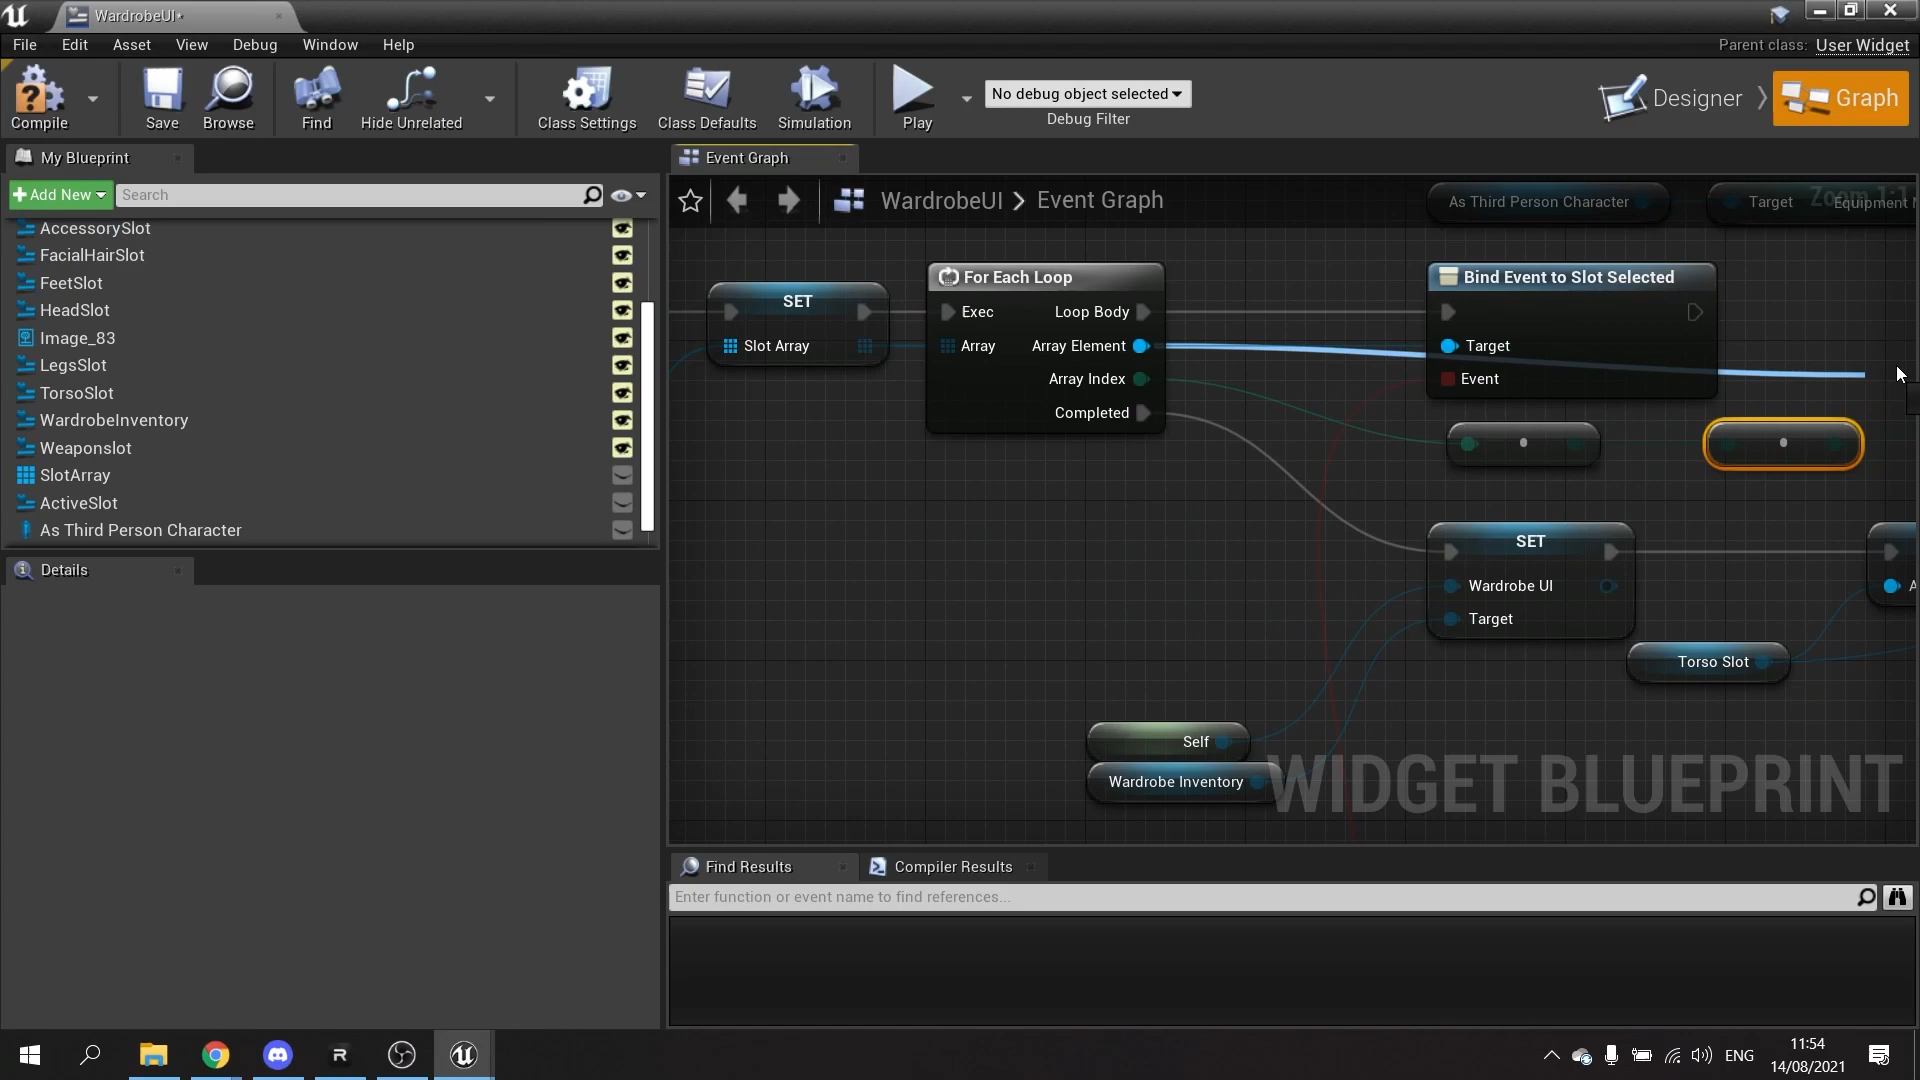 WardrobeUI*
File Edit Asset View Debug Window Help
Parent class: User Widget
Compile
Save
Browse
Find
Hide Unrelated
Class Settings
Class Defaults
Simulation
Play
No debug object selected
Debug Filter
Designer
Graph
My Blueprint
Add New
Search
AccessorySlot
FacialHairSlot
FeetSlot
HeadSlot
Image_83
LegsSlot
TorsoSlot
WardrobeInventory
Weaponslot
SlotArray
ActiveSlot
As Third Person Character
Details
Event Graph
WardrobeUI > Event Graph
Zoom 1:1
As Third Person Character
Target Equipment
SET
Slot Array
For Each Loop
Exec Loop Body
Array Array Element
Array Index
Completed
Bind Event to Slot Selected
Target
Event
SET
Wardrobe UI
Target
Torso Slot
Self
Wardrobe Inventory
WIDGET BLUEPRINT
Find Results
Compiler Results
Enter function or event name to find references...
ENG
11:54
14/08/2021